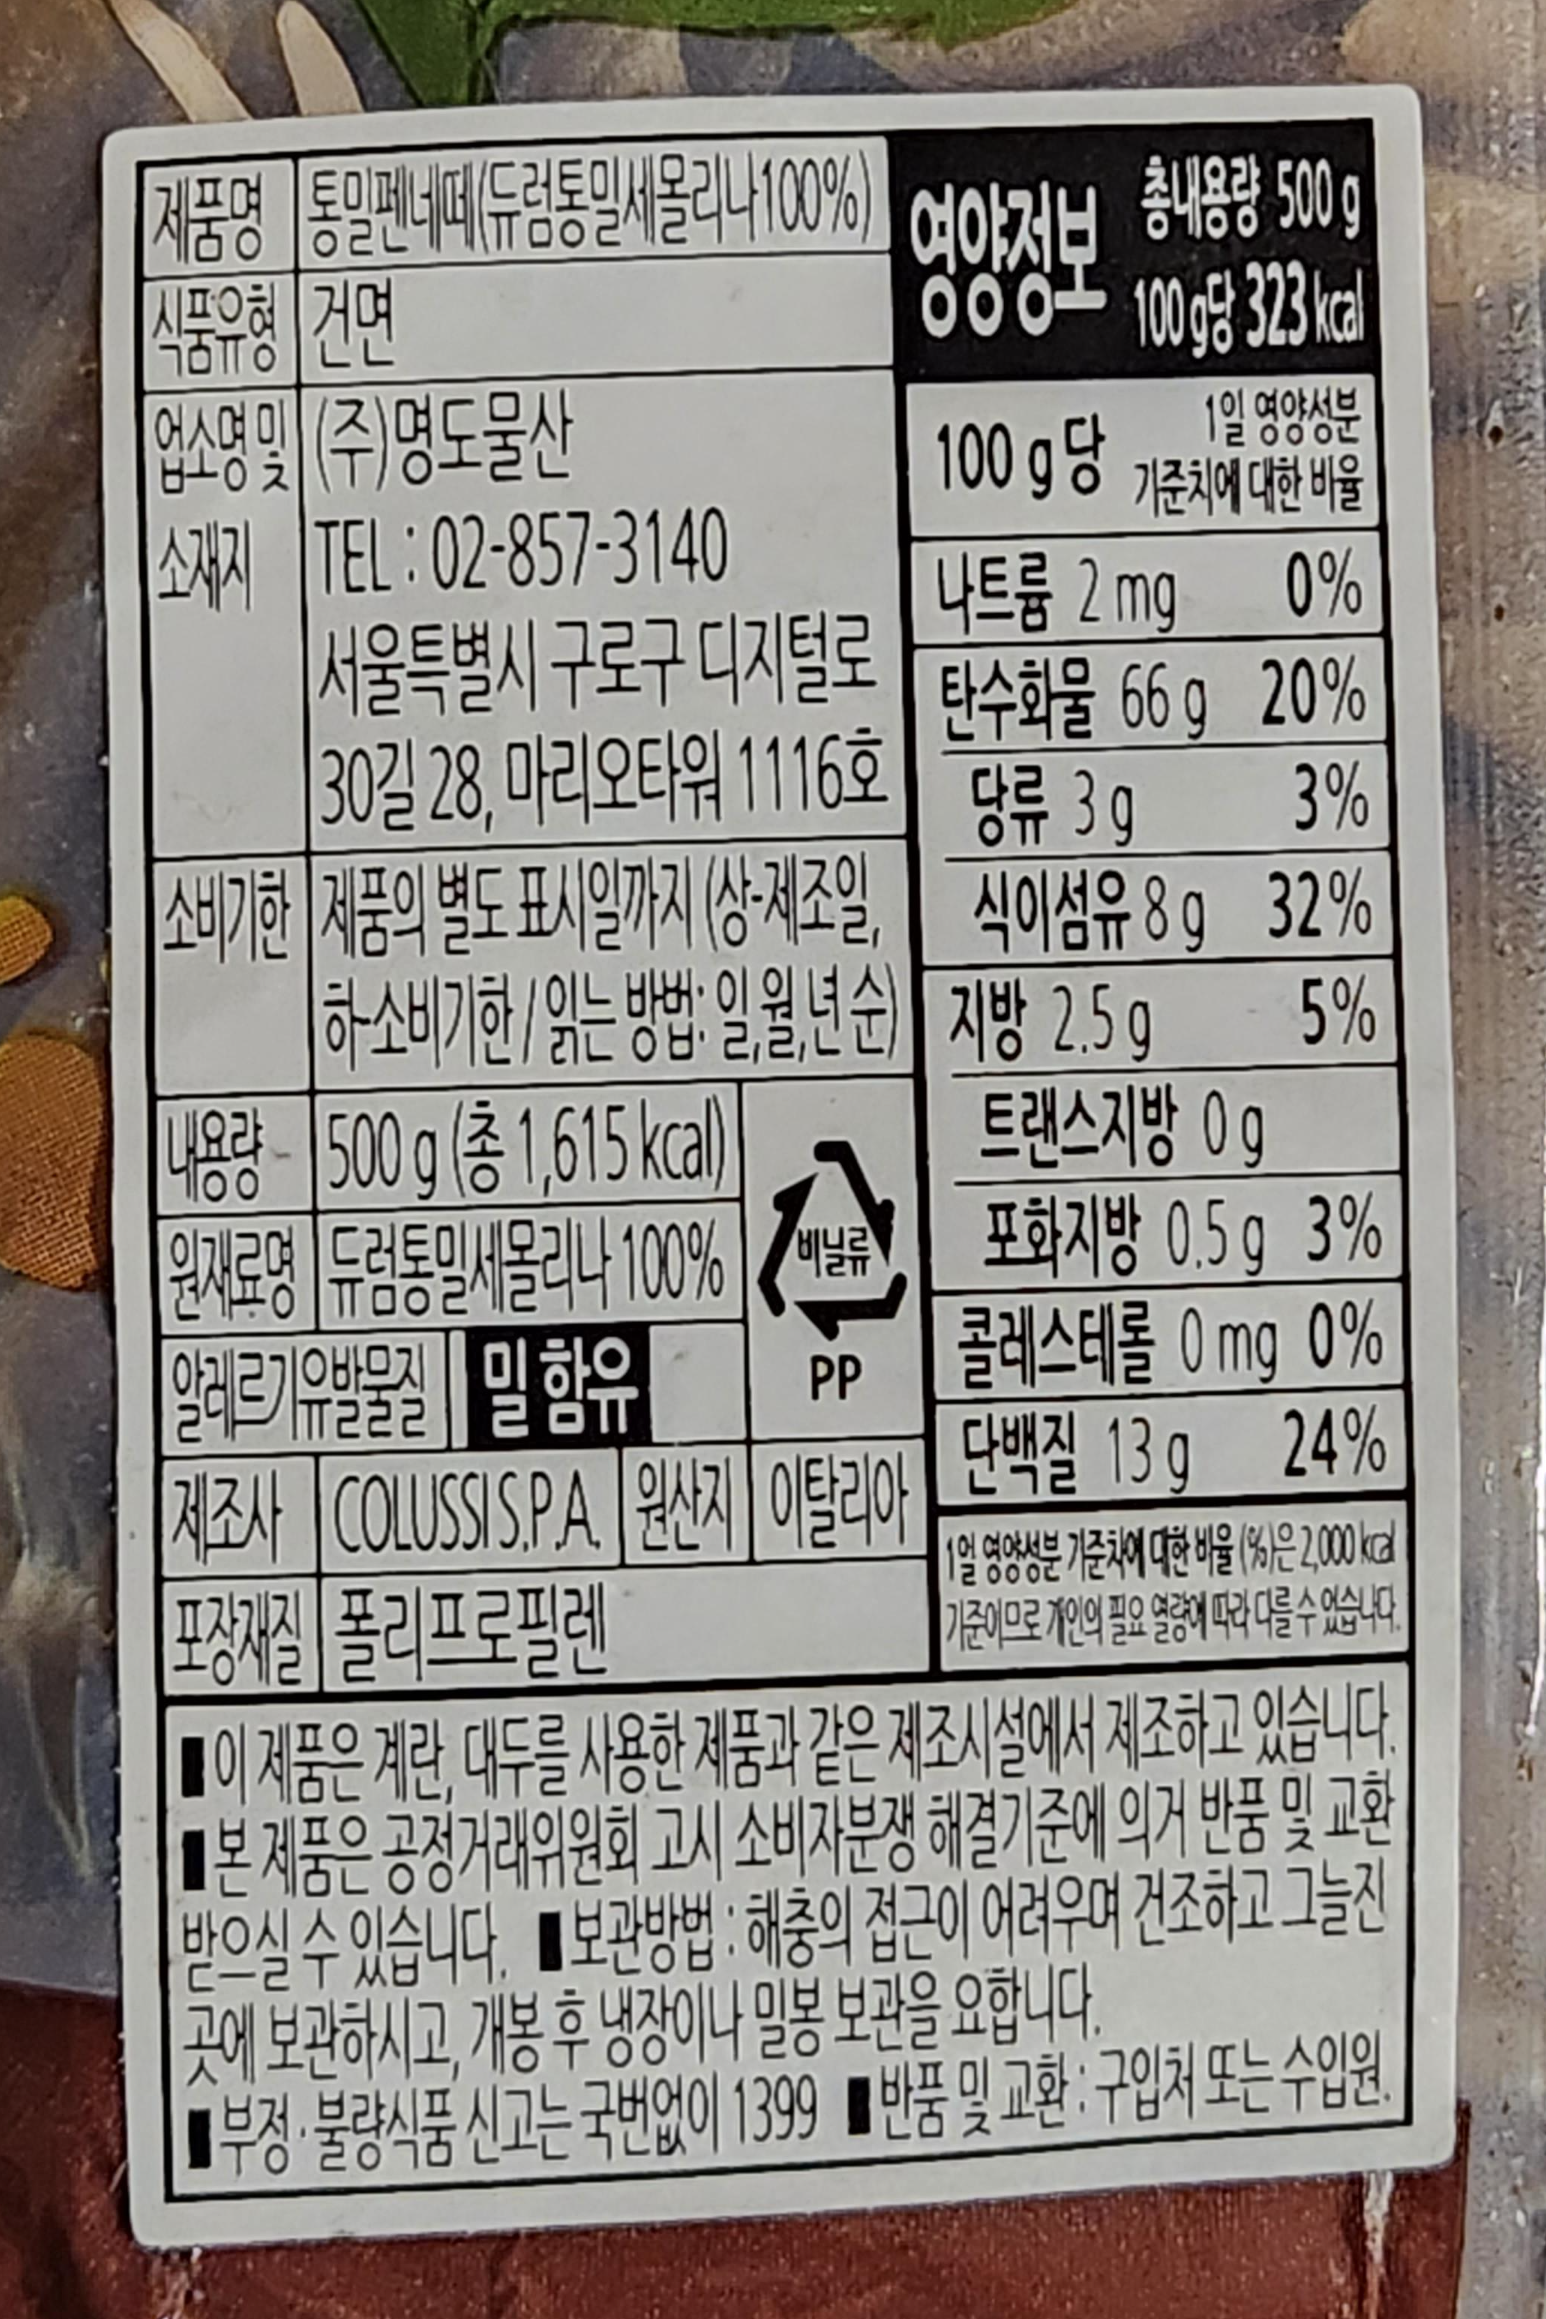 제품명 통밀펜네떼(듀럼통밀세몰리나100%)
식품유형 건면
업소명 및 (주)명도물산
소재지 TEL : 02-857-3140
서울특별시 구로구 디지털로
30길 28, 마리오타워 1116호
소비기한 제품의 별도 표시일까지 (상-제조일,
하-소비기한 / 읽는 방법: 일,월,년 순)
내용량 500 g (총 1,615 kcal)
원재료명 듀럼통밀세몰리나 100%
비닐류
PP
알레르기유발물질 밀 함유
제조사 COLUSSI S.P.A. 원산지 이탈리아
포장재질 폴리프로필렌
영양정보 총내용량 500 g
100 g당 323 kcal
100 g당 1일 영양성분
기준치에 대한 비율
나트륨 2 mg 0%
탄수화물 66 g 20%
당류 3 g 3%
식이섬유 8 g 32%
지방 2.5 g 5%
트랜스지방 0 g
포화지방 0.5 g 3%
콜레스테롤 0 mg 0%
단백질 13 g 24%
1일 영양성분 기준치에 대한 비율 (%)은 2,000 kcal
기준이므로 개인의 필요 열량에 따라 다를 수 있습니다.
▮이 제품은 계란, 대두를 사용한 제품과 같은 제조시설에서 제조하고 있습니다.
▮본 제품은 공정거래위원회 고시 소비자분쟁 해결기준에 의거 반품 및 교환
받으실 수 있습니다. ▮보관방법 : 해충의 접근이 어려우며 건조하고 그늘진
곳에 보관하시고, 개봉 후 냉장이나 밀봉 보관을 요합니다.
▮부정·불량식품 신고는 국번없이 1399 ▮반품 및 교환 : 구입처 또는 수입원.